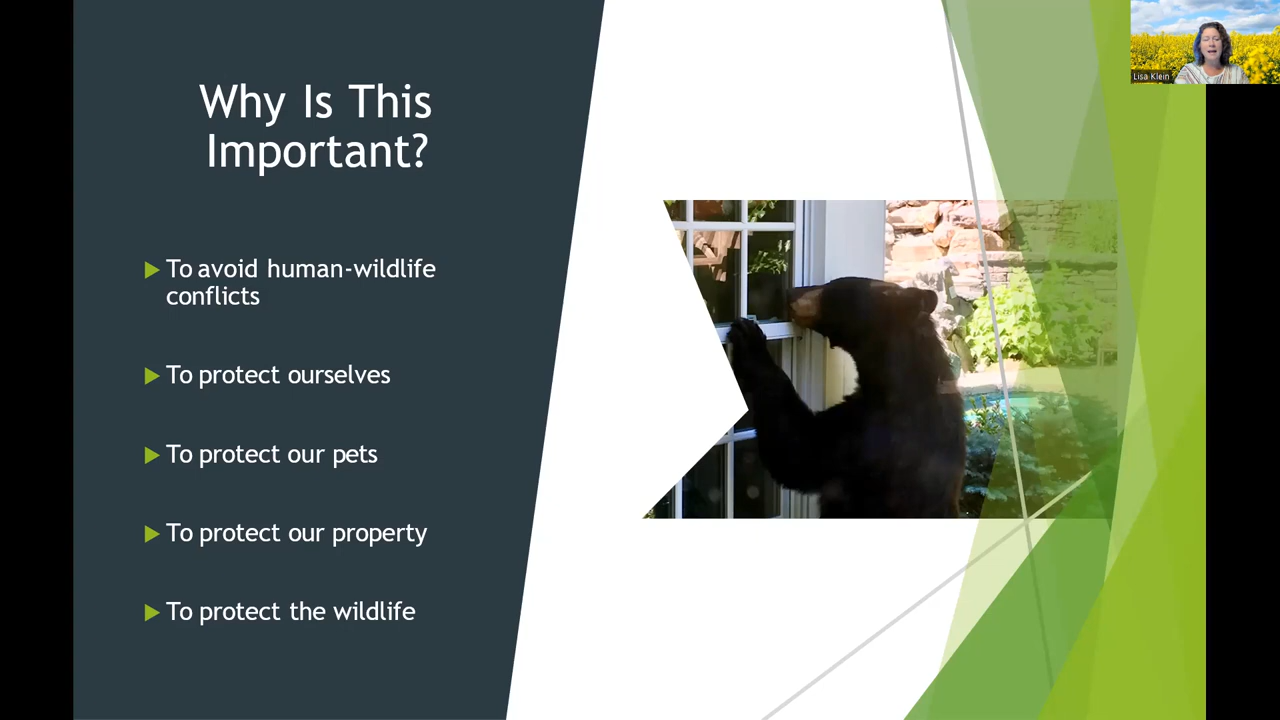 Why Is This
Important?
To avoid human-wildlife
conflicts
To protect ourselves
To protect our pets
To protect our property
To protect the wildlife
Lisa Klein